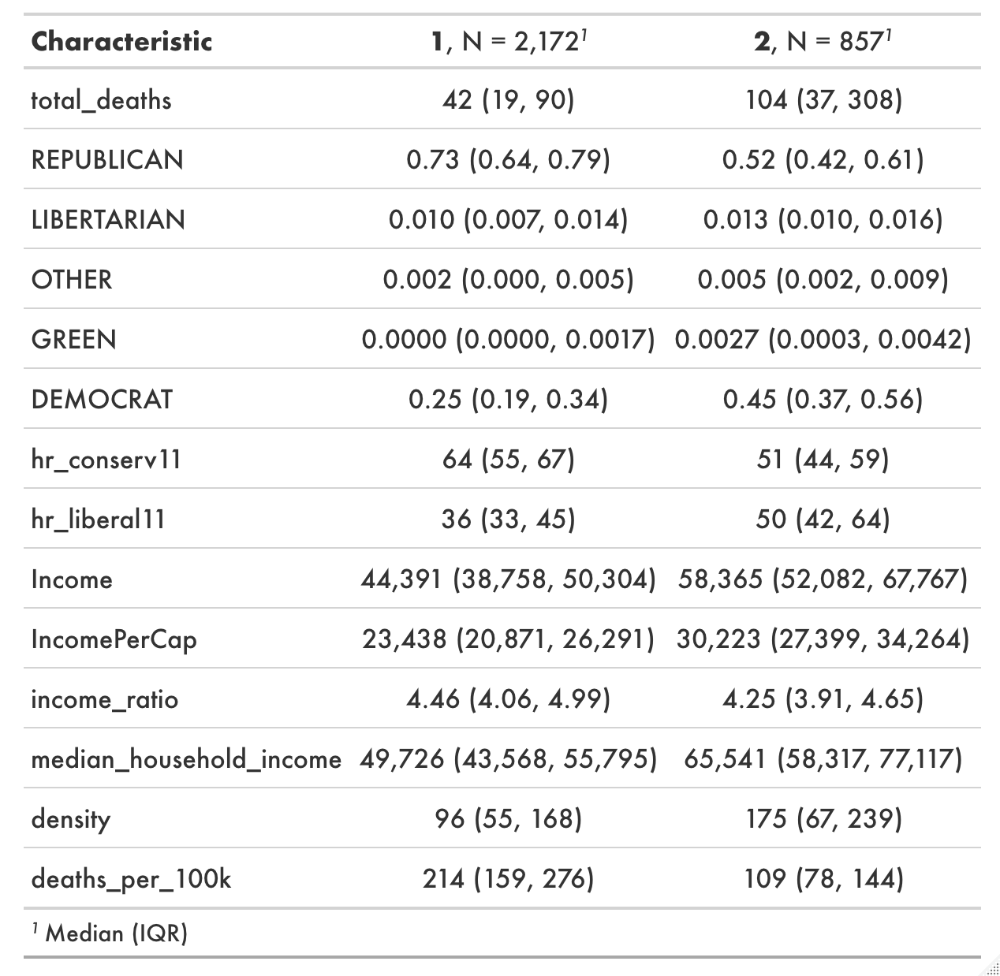 Characteristic 1, N = 2,172¹ 2, N = 857¹
total_deaths 42 (19, 90) 104 (37, 308)
REPUBLICAN 0.73 (0.64, 0.79) 0.52 (0.42, 0.61)
LIBERTARIAN 0.010 (0.007, 0.014) 0.013 (0.010, 0.016)
OTHER 0.002 (0.000, 0.005) 0.005 (0.002, 0.009)
GREEN 0.0000 (0.0000, 0.0017) 0.0027 (0.0003, 0.0042)
DEMOCRAT 0.25 (0.19, 0.34) 0.45 (0.37, 0.56)
hr_conserv11 64 (55, 67) 51 (44, 59)
hr_liberal11 36 (33, 45) 50 (42, 64)
Income 44,391 (38,758, 50,304) 58,365 (52,082, 67,767)
IncomePerCap 23,438 (20,871, 26,291) 30,223 (27,399, 34,264)
income_ratio 4.46 (4.06, 4.99) 4.25 (3.91, 4.65)
median_household_income 49,726 (43,568, 55,795) 65,541 (58,317, 77,117)
density 96 (55, 168) 175 (67, 239)
deaths_per_100k 214 (159, 276) 109 (78, 144)
¹ Median (IQR)